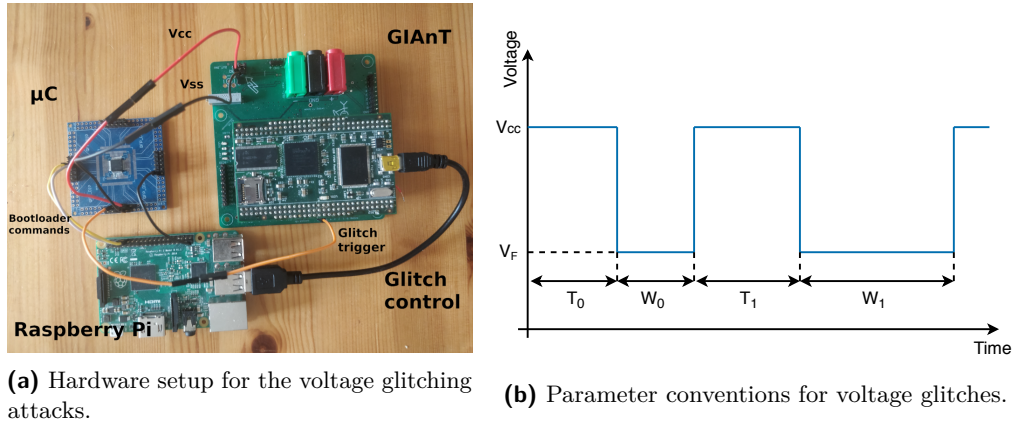 Vcc
GIAnT
Vss
μC
Bootloader
commands
Glitch
trigger
Glitch
control
Raspberry Pi
HDMI
(a) Hardware setup for the voltage glitching
attacks.
Voltage
Vcc
VF
T0 W0 T1 W1
Time
(b) Parameter conventions for voltage glitches.